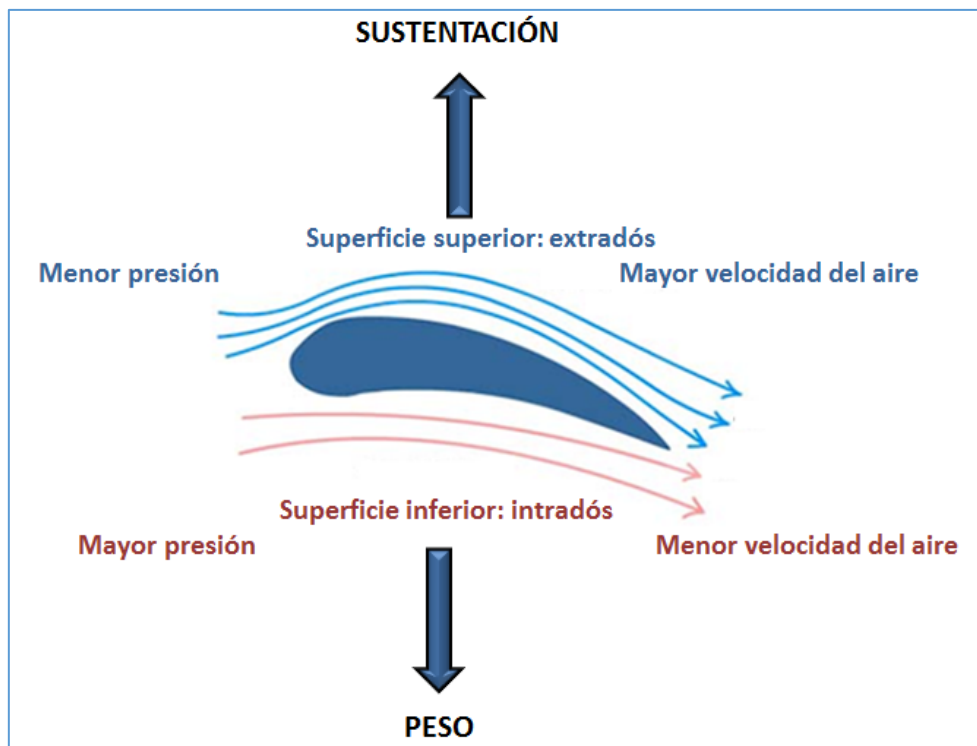 SUSTENTACIÓN
Superficie superior: extradós
Menor presión
Mayor velocidad del aire
Superficie inferior: intradós
Mayor presión
Menor velocidad del aire
PESO